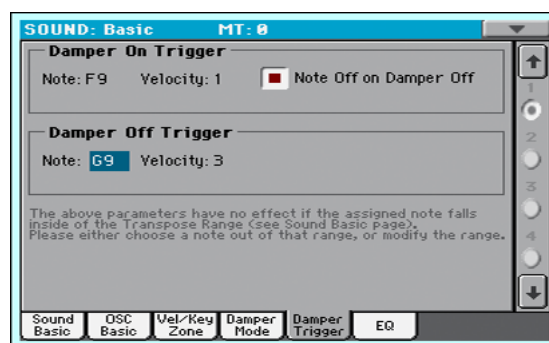 SOUND: Basic MT: 0
Damper On Trigger
Note: F9 Velocity: 1 Note Off on Damper Off
Damper Off Trigger
Note: G9 Velocity: 3
The above parameters have no effect if the assigned note falls
inside of the Transpose Range (see Sound Basic page).
Please either choose a note out of that range, or modify the range.
1
2
3
4
Sound Basic OSC Basic Vel/Key Zone Damper Mode Damper Trigger EQ